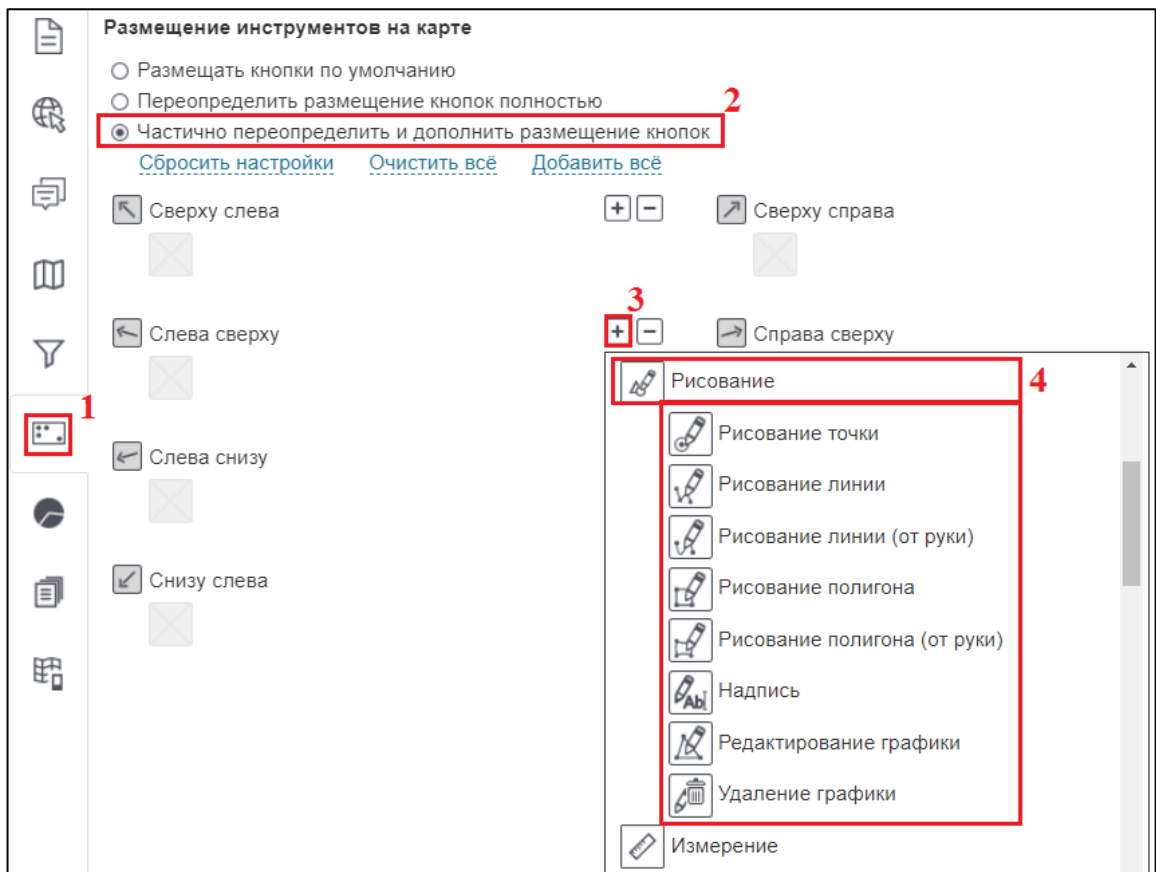 Размещение инструментов на карте
Размещать кнопки по умолчанию
Переопределить размещение кнопок полностью
2
Частично переопределить и дополнить размещение кнопок
Сбросить настройки Очистить всё Добавить всё
Сверху слева + − Сверху справа
3
Слева сверху + − Справа сверху
Рисование 4
1
Рисование точки
Слева снизу
Рисование линии
Рисование линии (от руки)
Снизу слева
Рисование полигона
Рисование полигона (от руки)
Ab Надпись
Редактирование графики
Удаление графики
Измерение